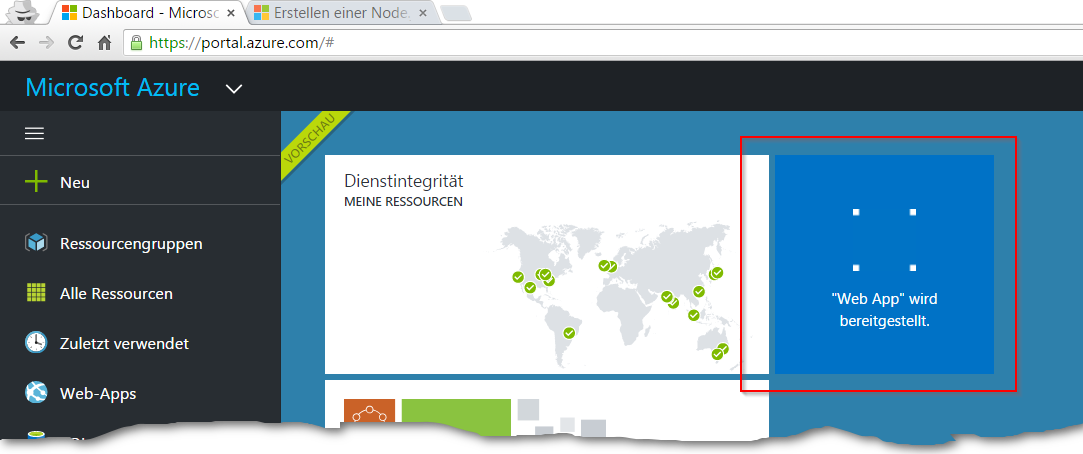 Dashboard - Microso
Erstellen einer Node.
https://portal.azure.com/#
Microsoft Azure
VORSCHAU
Neu
Dienstintegrität
MEINE RESSOURCEN
Ressourcengruppen
Alle Ressourcen
Zuletzt verwendet
Web-Apps
"Web App" wird
bereitgestellt.